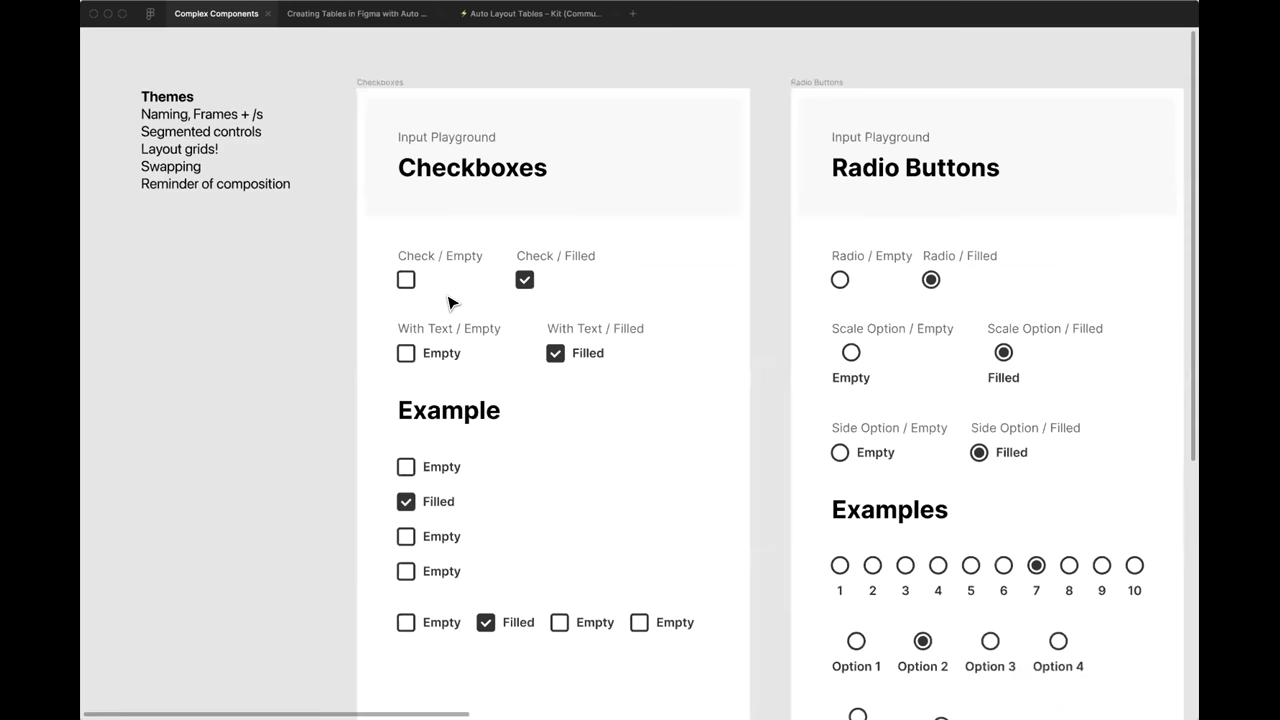 Complex Components
Creating Tables in Figma with Auto ...
⚡ Auto Layout Tables – Kit (Commu...
Themes
Naming, Frames + /s
Segmented controls
Layout grids!
Swapping
Reminder of composition
Checkboxes
Input Playground
Checkboxes
Check / Empty
Check / Filled
With Text / Empty
With Text / Filled
Empty
Filled
Example
Empty
Filled
Empty
Empty
Empty
Filled
Empty
Empty
Radio Buttons
Input Playground
Radio Buttons
Radio / Empty
Radio / Filled
Scale Option / Empty
Scale Option / Filled
Empty
Filled
Side Option / Empty
Side Option / Filled
Empty
Filled
Examples
1 2 3 4 5 6 7 8 9 10
Option 1
Option 2
Option 3
Option 4